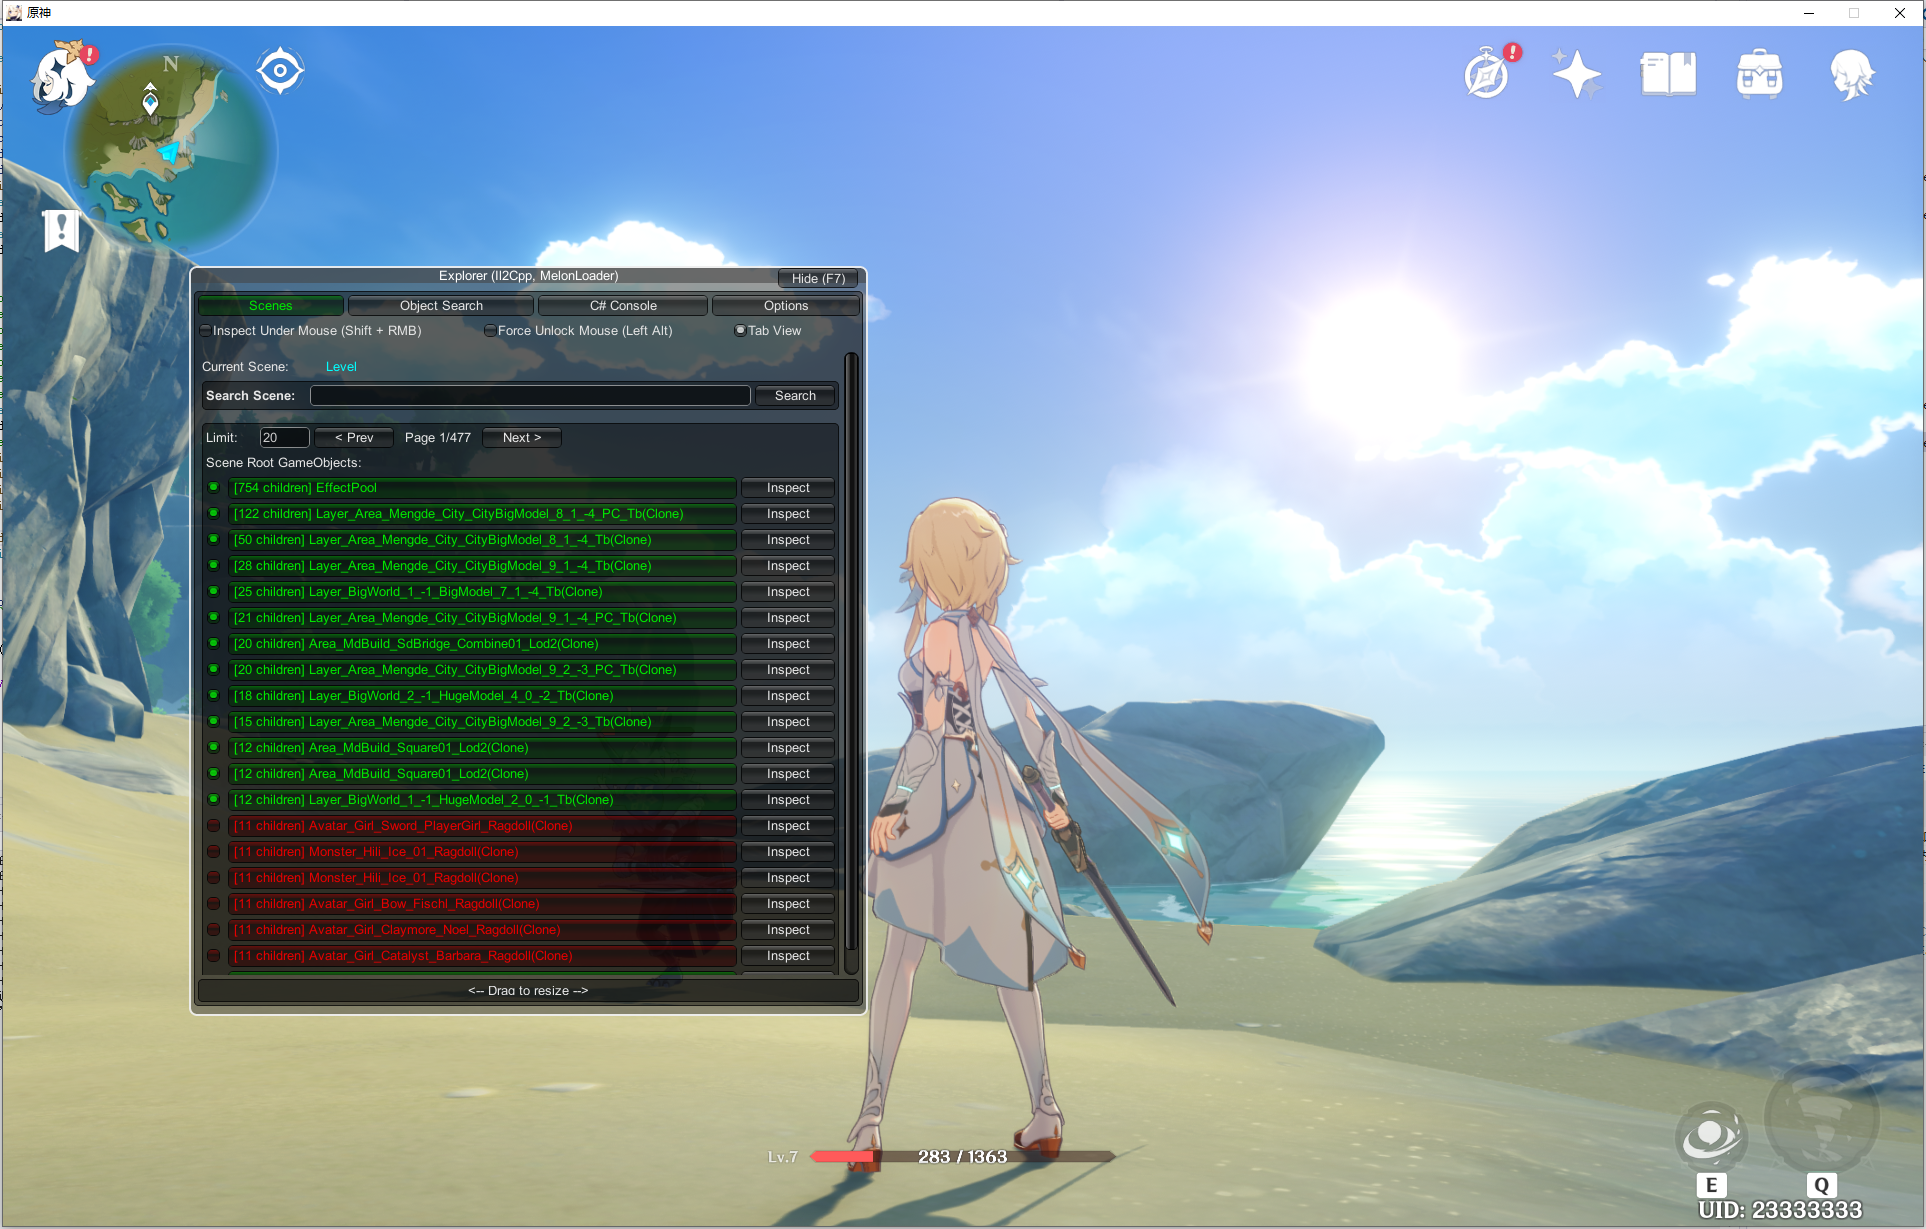 原神
N
Explorer (Il2Cpp, MelonLoader)
Hide (F7)
Scenes
Object Search
C# Console
Options
Inspect Under Mouse (Shift + RMB)
Force Unlock Mouse (Left Alt)
Tab View
Current Scene: Level
Search Scene:
Search
Limit: 20 < Prev Page 1/477 Next >
Scene Root GameObjects:
[754 children] EffectPool Inspect
[122 children] Layer_Area_Mengde_City_CityBigModel_8_1_-4_PC_Tb(Clone) Inspect
[50 children] Layer_Area_Mengde_City_CityBigModel_8_1_-4_Tb(Clone) Inspect
[28 children] Layer_Area_Mengde_City_CityBigModel_9_1_-4_Tb(Clone) Inspect
[25 children] Layer_BigWorld_1_-1_BigModel_7_1_-4_Tb(Clone) Inspect
[21 children] Layer_Area_Mengde_City_CityBigModel_9_1_-4_PC_Tb(Clone) Inspect
[20 children] Area_MdBuild_SdBridge_Combine01_Lod2(Clone) Inspect
[20 children] Layer_Area_Mengde_City_CityBigModel_9_2_-3_PC_Tb(Clone) Inspect
[18 children] Layer_BigWorld_2_-1_HugeModel_4_0_-2_Tb(Clone) Inspect
[15 children] Layer_Area_Mengde_City_CityBigModel_9_2_-3_Tb(Clone) Inspect
[12 children] Area_MdBuild_Square01_Lod2(Clone) Inspect
[12 children] Area_MdBuild_Square01_Lod2(Clone) Inspect
[12 children] Layer_BigWorld_1_-1_HugeModel_2_0_-1_Tb(Clone) Inspect
[11 children] Avatar_Girl_Sword_PlayerGirl_Ragdoll(Clone) Inspect
[11 children] Monster_Hili_Ice_01_Ragdoll(Clone) Inspect
[11 children] Monster_Hili_Ice_01_Ragdoll(Clone) Inspect
[11 children] Avatar_Girl_Bow_Fischl_Ragdoll(Clone) Inspect
[11 children] Avatar_Girl_Claymore_Noel_Ragdoll(Clone) Inspect
[11 children] Avatar_Girl_Catalyst_Barbara_Ragdoll(Clone) Inspect
<-- Drag to resize -->
Lv.7
283 / 1363
E
Q
UID: 23333333